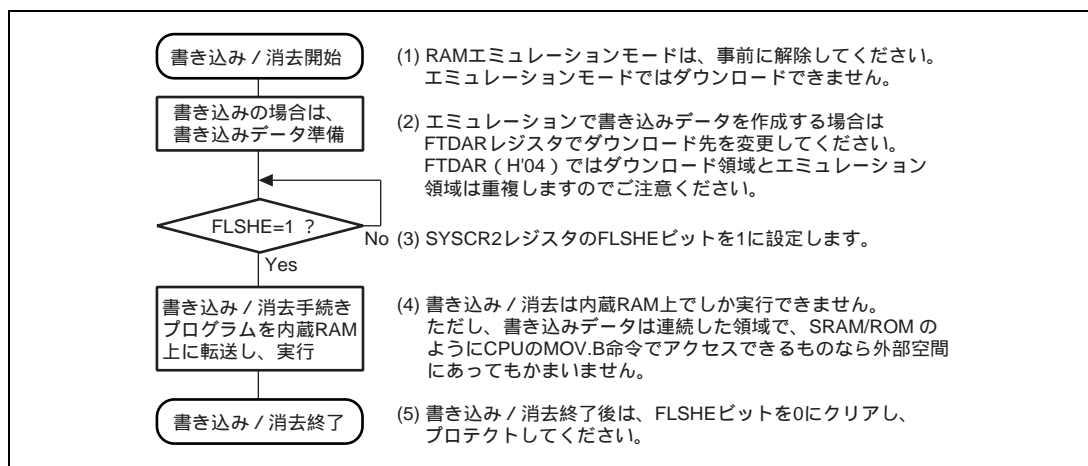 書き込み / 消去開始
書き込みの場合は、
書き込みデータ準備
FLSHE=1 ?
No
Yes
書き込み / 消去手続き
プログラムを内蔵RAM
上に転送し、実行
書き込み / 消去終了
(1) RAMエミュレーションモードは、事前に解除してください。
エミュレーションモードではダウンロードできません。
(2) エミュレーションで書き込みデータを作成する場合は
FTDARレジスタでダウンロード先を変更してください。
FTDAR（H'04）ではダウンロード領域とエミュレーション
領域は重複しますのでご注意ください。
(3) SYSCR2レジスタのFLSHEビットを1に設定します。
(4) 書き込み / 消去は内蔵RAM上でしか実行できません。
ただし、書き込みデータは連続した領域で、SRAM/ROM の
ようにCPUのMOV.B命令でアクセスできるものなら外部空間
にあってもかまいません。
(5) 書き込み / 消去終了後は、FLSHEビットを0にクリアし、
プロテクトしてください。